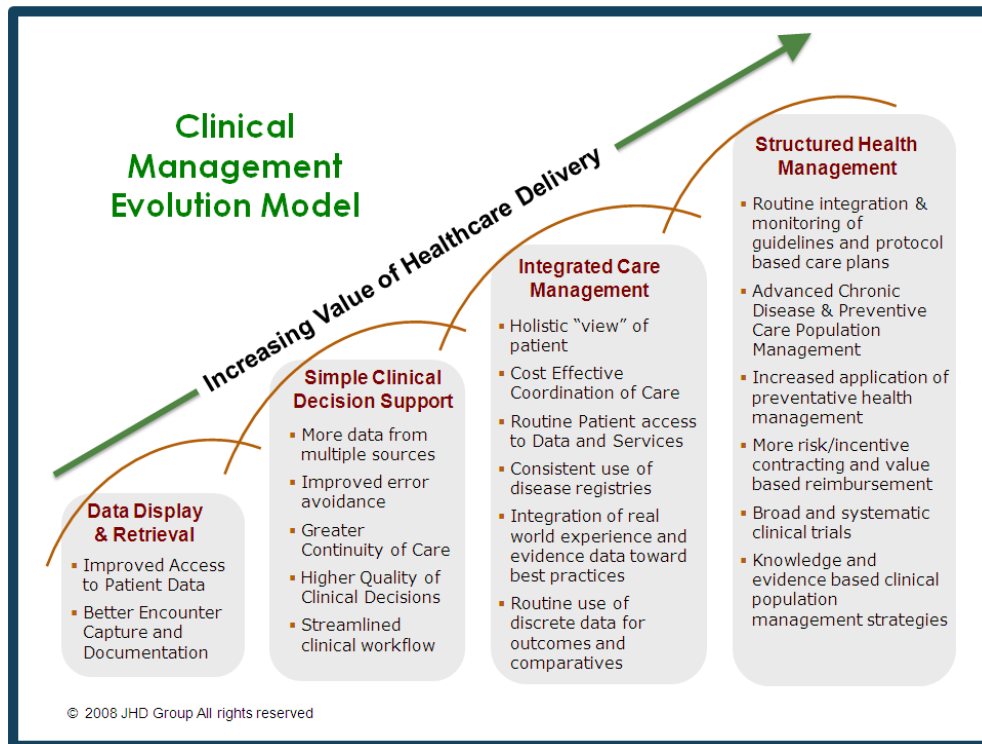 Clinical
Management
Evolution Model
Increasing Value of Healthcare Delivery
Data Display
& Retrieval
▪ Improved Access
to Patient Data
▪ Better Encounter
Capture and
Documentation
Simple Clinical
Decision Support
▪ More data from
multiple sources
▪ Improved error
avoidance
▪ Greater
Continuity of Care
▪ Higher Quality of
Clinical Decisions
▪ Streamlined
clinical workflow
Integrated Care
Management
▪ Holistic “view” of
patient
▪ Cost Effective
Coordination of Care
▪ Routine Patient access
to Data and Services
▪ Consistent use of
disease registries
▪ Integration of real
world experience and
evidence data toward
best practices
▪ Routine use of
discrete data for
outcomes and
comparatives
Structured Health
Management
▪ Routine integration &
monitoring of
guidelines and protocol
based care plans
▪ Advanced Chronic
Disease & Preventive
Care Population
Management
▪ Increased application of
preventative health
management
▪ More risk/incentive
contracting and value
based reimbursement
▪ Broad and systematic
clinical trials
▪ Knowledge and
evidence based clinical
population
management strategies
© 2008 JHD Group All rights reserved